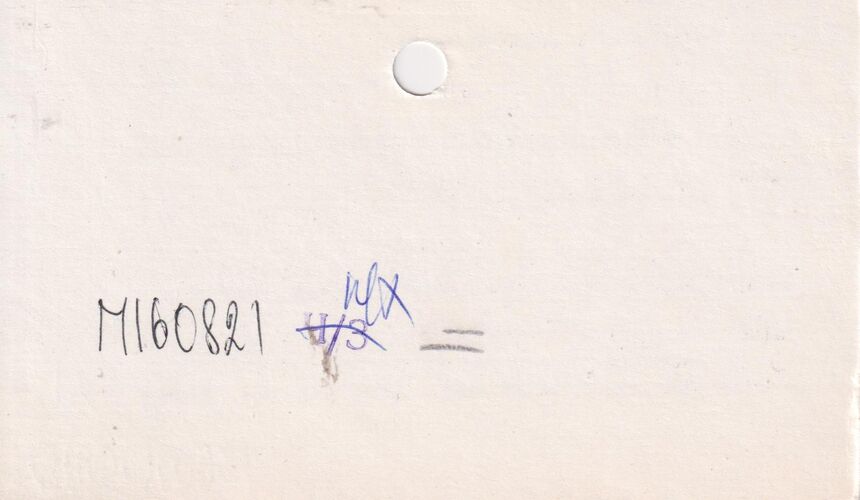 M160821 H/S =